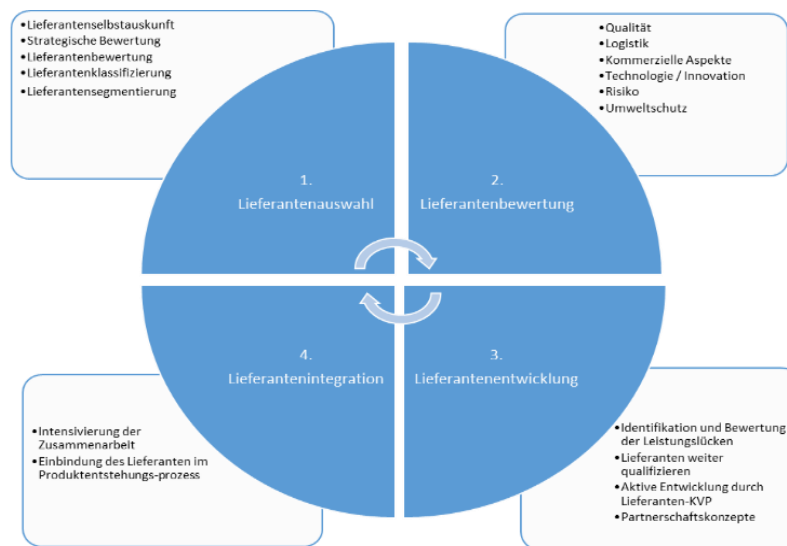 •Lieferantenselbstauskunft
•Strategische Bewertung
•Lieferantenbewertung
•Lieferantenklassifizierung
•Lieferantensegmentierung
•Qualität
•Logistik
•Kommerzielle Aspekte
•Technologie / Innovation
•Risiko
•Umweltschutz
1.
Lieferantenauswahl
2.
Lieferantenbewertung
4.
Lieferantenintegration
3.
Lieferantenentwicklung
•Intensivierung der
Zusammenarbeit
•Einbindung des Lieferanten im
Produktentstehungs-prozess
•Identifikation und Bewertung
der Leistungslücken
•Lieferanten weiter
qualifizieren
•Aktive Entwicklung durch
Lieferanten-KVP
•Partnerschaftskonzepte